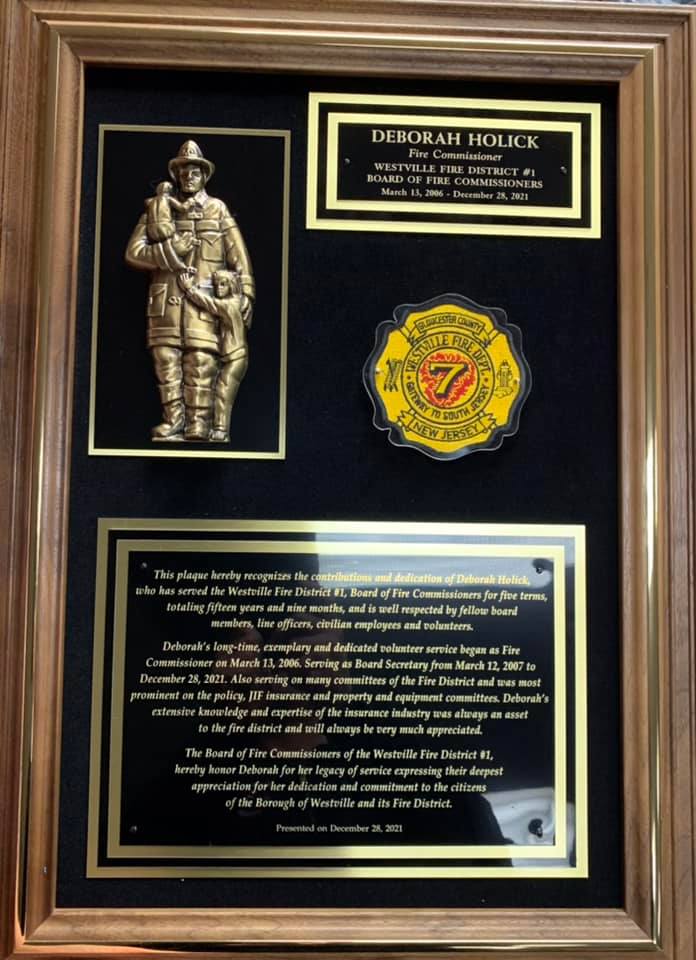 DEBORAH HOLICK
Fire Commissioner
WESTVILLE FIRE DISTRICT #1
BOARD OF FIRE COMMISSIONERS
March 13, 2006 - December 28, 2021
GLOUCESTER COUNTY
WESTVILLE FIRE DEPT.
7
GATEWAY TO SOUTH JERSEY
NEW JERSEY
This plaque hereby recognizes the contributions and dedication of Deborah Holick,
who has served the Westville Fire District #1, Board of Fire Commissioners for five terms,
totaling fifteen years and nine months, and is well respected by fellow board
members, line officers, civilian employees and volunteers.
Deborah's long-time, exemplary and dedicated volunteer service began as Fire
Commissioner on March 13, 2006. Serving as Board Secretary from March 12, 2007 to
December 28, 2021. Also serving on many committees of the Fire District and was most
prominent on the policy, JIF insurance and property and equipment committees. Deborah's
extensive knowledge and expertise of the insurance industry was always an asset
to the fire district and will always be very much appreciated.
The Board of Fire Commissioners of the Westville Fire District #1,
hereby honor Deborah for her legacy of service expressing their deepest
appreciation for her dedication and commitment to the citizens
of the Borough of Westville and its Fire District.
Presented on December 28, 2021